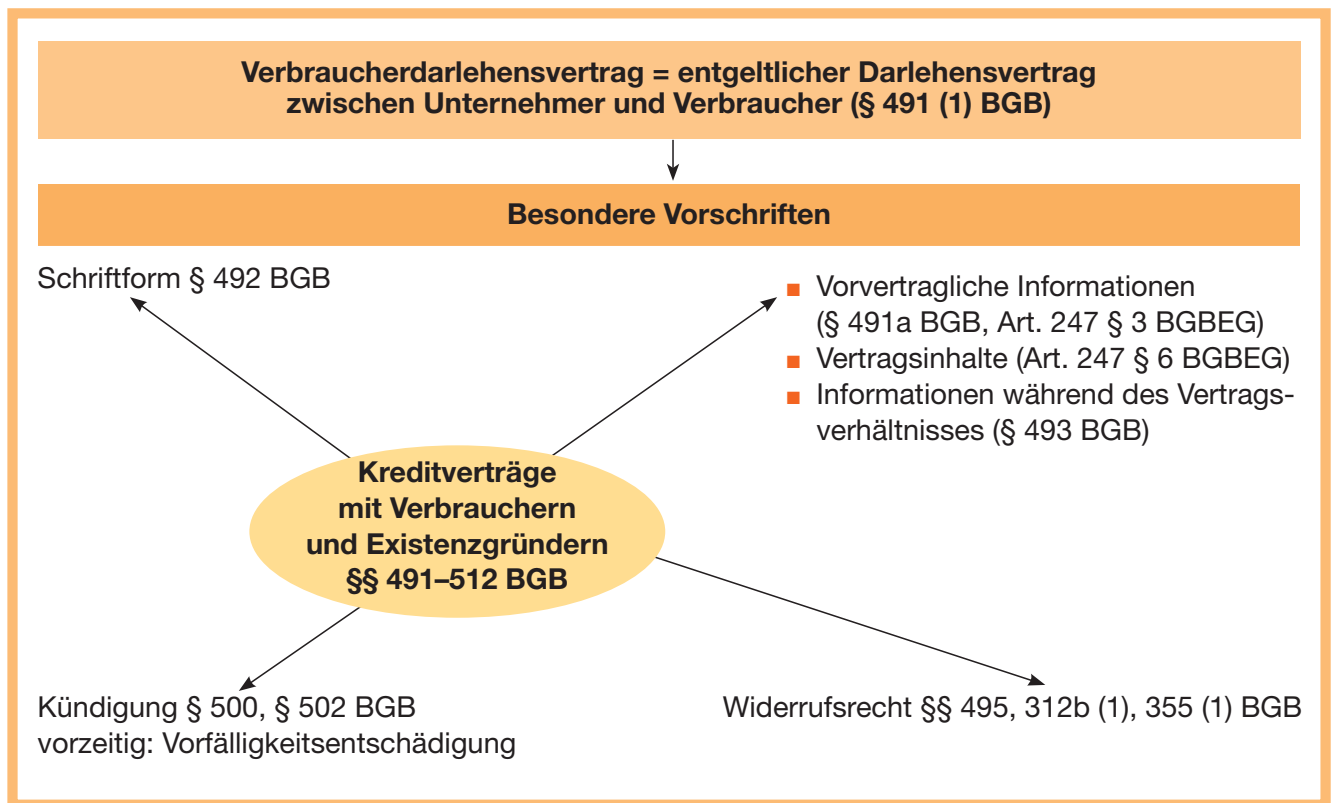 Verbraucherdarlehensvertrag = entgeltlicher Darlehensvertrag
zwischen Unternehmer und Verbraucher (§ 491 (1) BGB)
Besondere Vorschriften
Schriftform § 492 BGB
■ Vorvertragliche Informationen
(§ 491a BGB, Art. 247 § 3 BGBEG)
■ Vertragsinhalte (Art. 247 § 6 BGBEG)
■ Informationen während des Vertrags-
verhältnisses (§ 493 BGB)
Kreditverträge
mit Verbrauchern
und Existenzgründern
§§ 491–512 BGB
Kündigung § 500, § 502 BGB
vorzeitig: Vorfälligkeitsentschädigung
Widerrufsrecht §§ 495, 312b (1), 355 (1) BGB